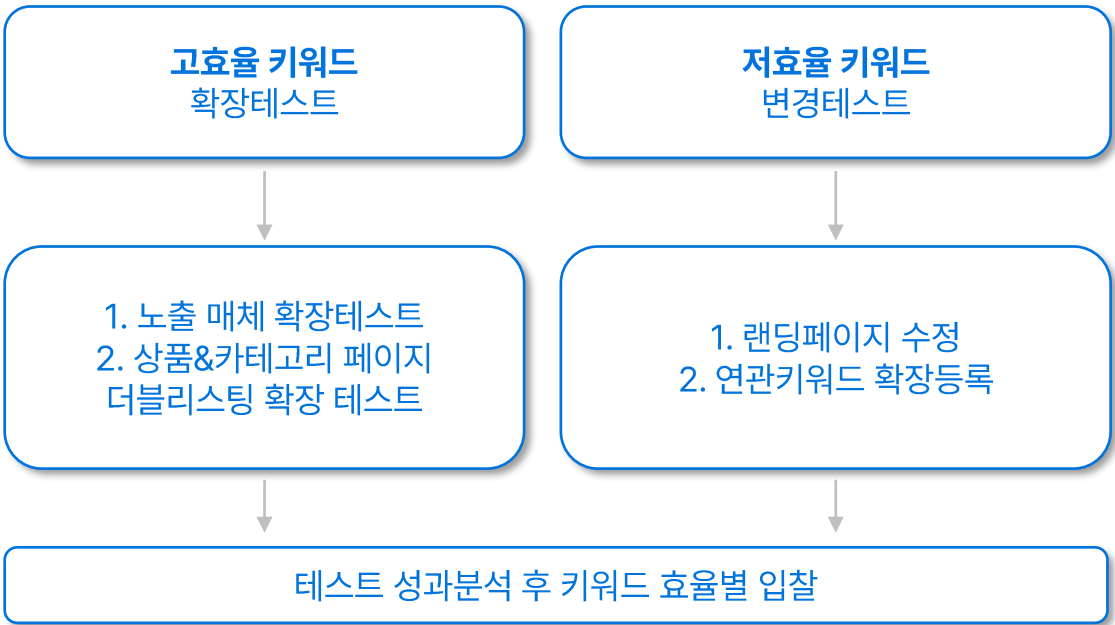 고효율 키워드
확장테스트
저효율 키워드
변경테스트
1. 노출 매체 확장테스트
2. 상품&카테고리 페이지
더블리스팅 확장 테스트
1. 랜딩페이지 수정
2. 연관키워드 확장등록
테스트 성과분석 후 키워드 효율별 입찰